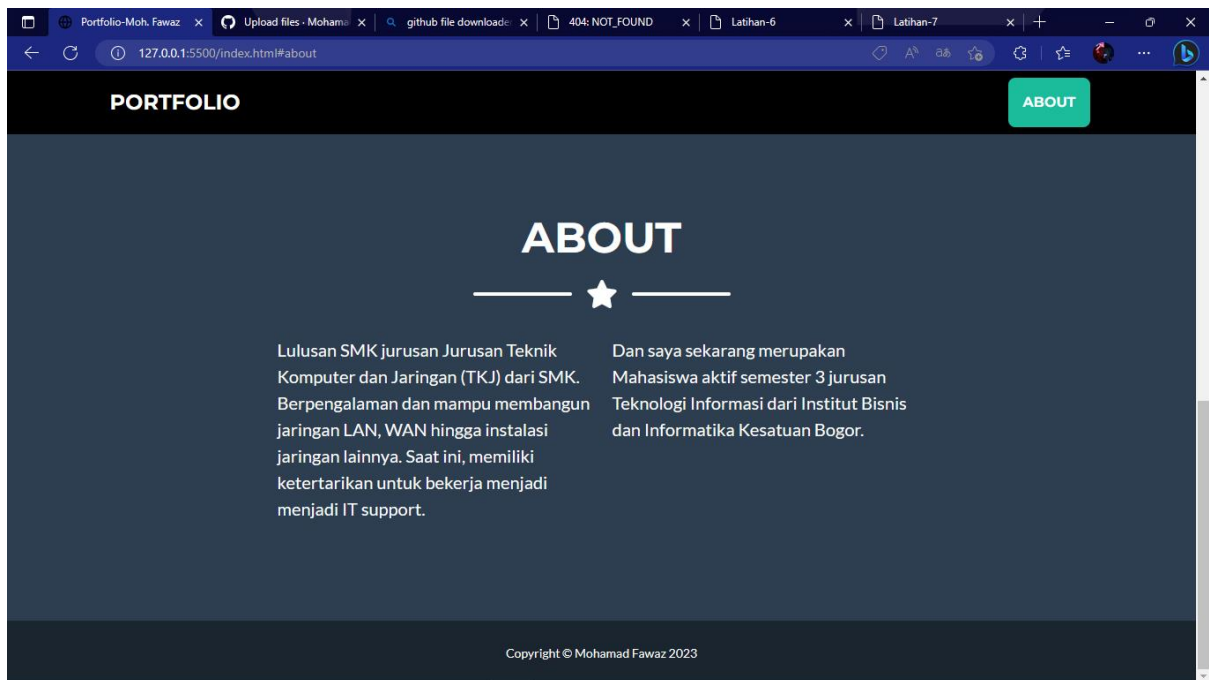 Portfolio-Moh. Fawaz
Upload files · Mohama
github file downloade
404: NOT_FOUND
Latihan-6
Latihan-7
127.0.0.1:5500/index.html#about
PORTFOLIO
ABOUT
ABOUT
Lulusan SMK jurusan Jurusan Teknik
Komputer dan Jaringan (TKJ) dari SMK.
Berpengalaman dan mampu membangun
jaringan LAN, WAN hingga instalasi
jaringan lainnya. Saat ini, memiliki
ketertarikan untuk bekerja menjadi
menjadi IT support.
Dan saya sekarang merupakan
Mahasiswa aktif semester 3 jurusan
Teknologi Informasi dari Institut Bisnis
dan Informatika Kesatuan Bogor.
Copyright © Mohamad Fawaz 2023